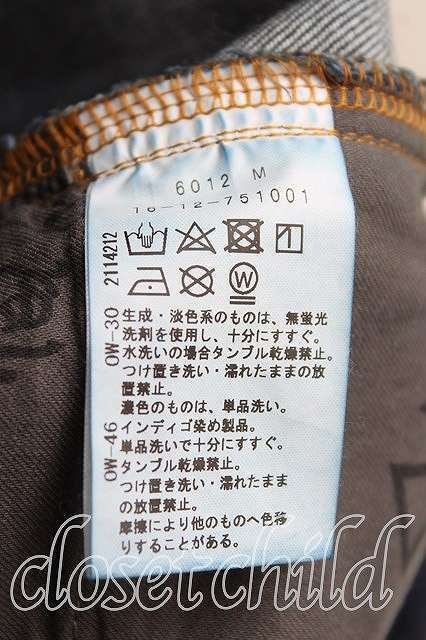 6012 M
16-12-751001
2114212
W
OW-30
生成・淡色系のものは、無蛍光
洗剤を使用し、十分にすすぐ。
水洗いの場合タンブル乾燥禁止。
つけ置き洗い・濡れたままの放
置禁止。
濃色のものは、単品洗い。
OW-46
インディゴ染め製品。
単品洗いで十分にすすぐ。
タンブル乾燥禁止。
つけ置き洗い・濡れたまま
の放置禁止。
摩擦により他のものへ色移
りすることがある。
closet child